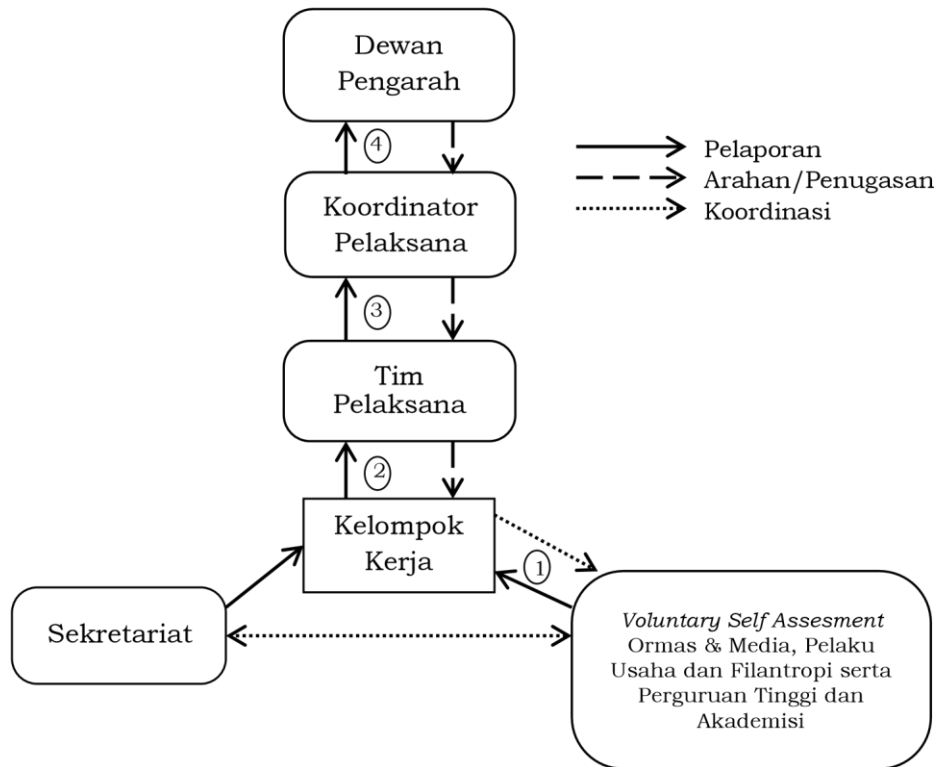 Dewan
Pengarah
④
Pelaporan
Arahan/Penugasan
Koordinasi
Koordinator
Pelaksana
③
Tim
Pelaksana
②
Kelompok
Kerja
①
Sekretariat
Voluntary Self Assesment
Ormas & Media, Pelaku
Usaha dan Filantropi serta
Perguruan Tinggi dan
Akademisi